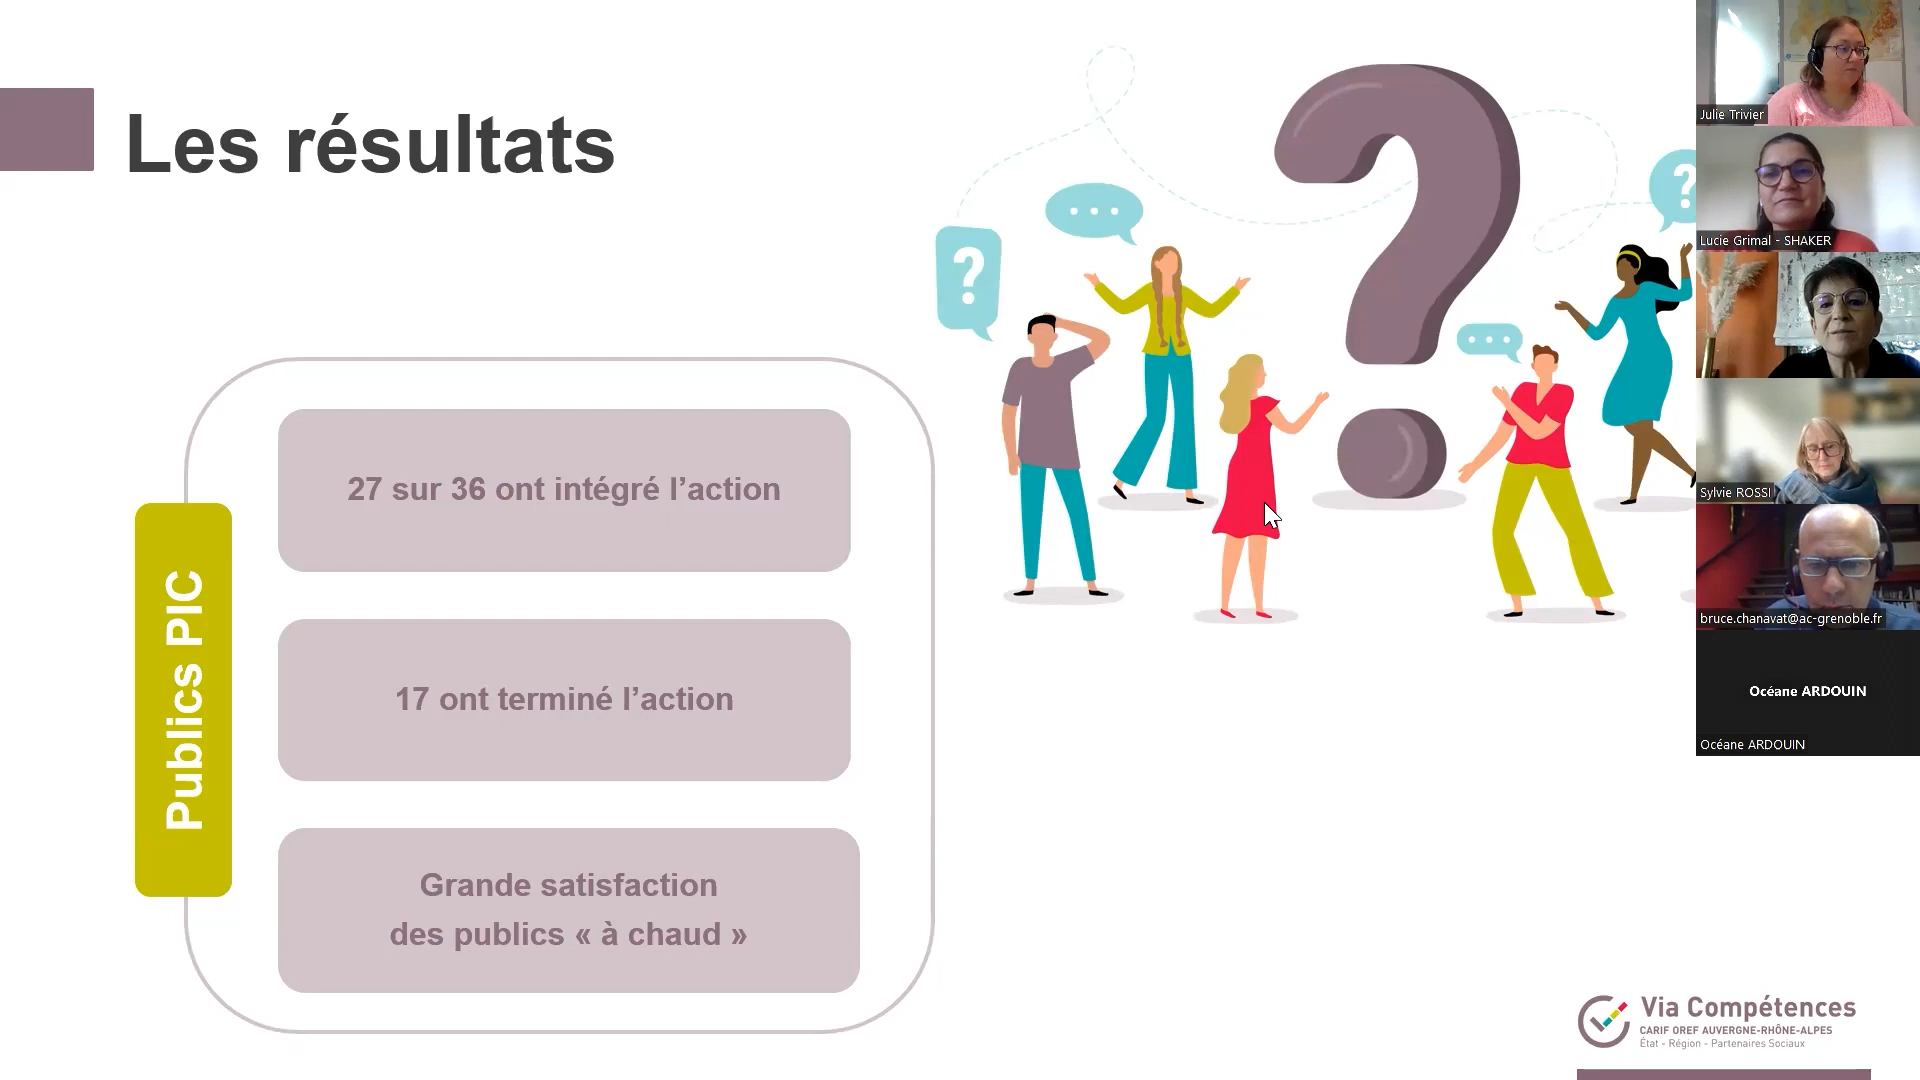 Les résultats
Publics PIC
27 sur 36 ont intégré l’action
17 ont terminé l’action
Grande satisfaction
des publics « à chaud »
?
?
Julie Trivier
Lucie Grimal - SHAKER
Sylvie ROSSI
bruce.chanavat@ac-grenoble.fr
Océane ARDOUIN
Océane ARDOUIN
Via Compétences
CARIF OREF AUVERGNE-RHÔNE-ALPES
État - Région - Partenaires Sociaux